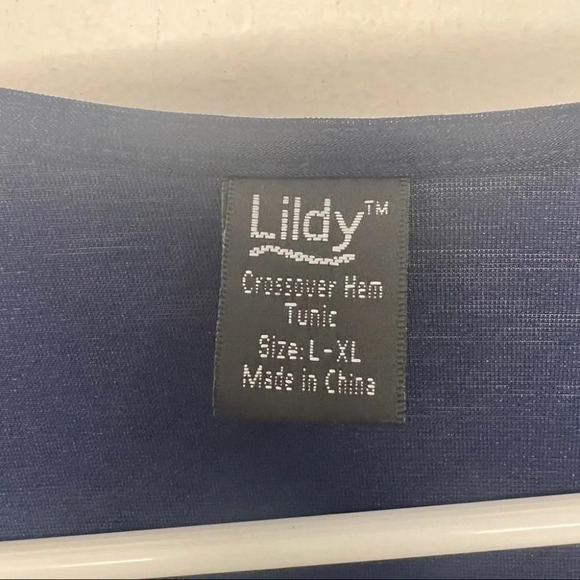 Lildy™
Crossover Hem
Tunic
Size: L-XL
Made in China